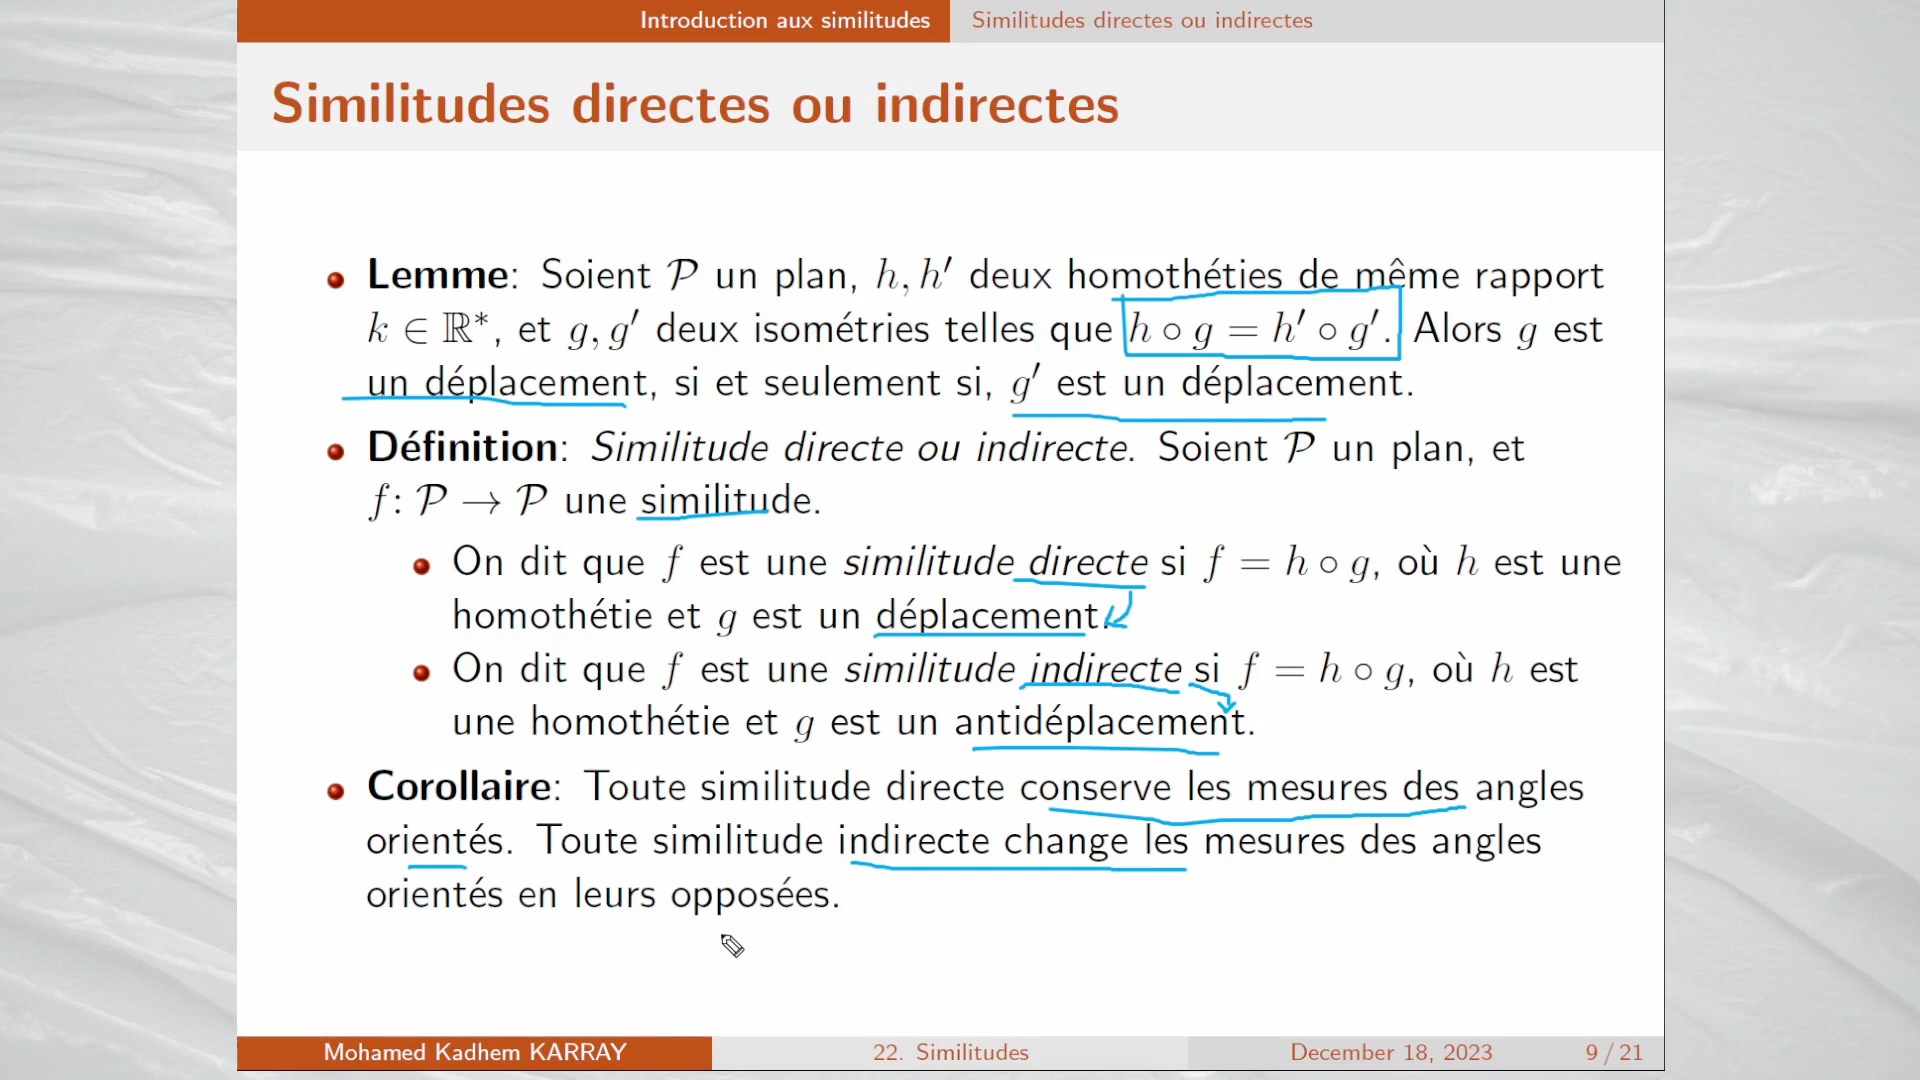 Introduction aux similitudes Similitudes directes ou indirectes
Similitudes directes ou indirectes
Lemme: Soient 𝒫 un plan, h, h′ deux homothéties de même rapport
k ∈ ℝ*, et g, g′ deux isométries telles que h ∘ g = h′ ∘ g′. Alors g est
un déplacement, si et seulement si, g′ est un déplacement.
Définition: Similitude directe ou indirecte. Soient 𝒫 un plan, et
f: 𝒫 → 𝒫 une similitude.
On dit que f est une similitude directe si f = h ∘ g, où h est une
homothétie et g est un déplacement.
On dit que f est une similitude indirecte si f = h ∘ g, où h est
une homothétie et g est un antidéplacement.
Corollaire: Toute similitude directe conserve les mesures des angles
orientés. Toute similitude indirecte change les mesures des angles
orientés en leurs opposées.
Mohamed Kadhem KARRAY 22. Similitudes December 18, 2023 9 / 21